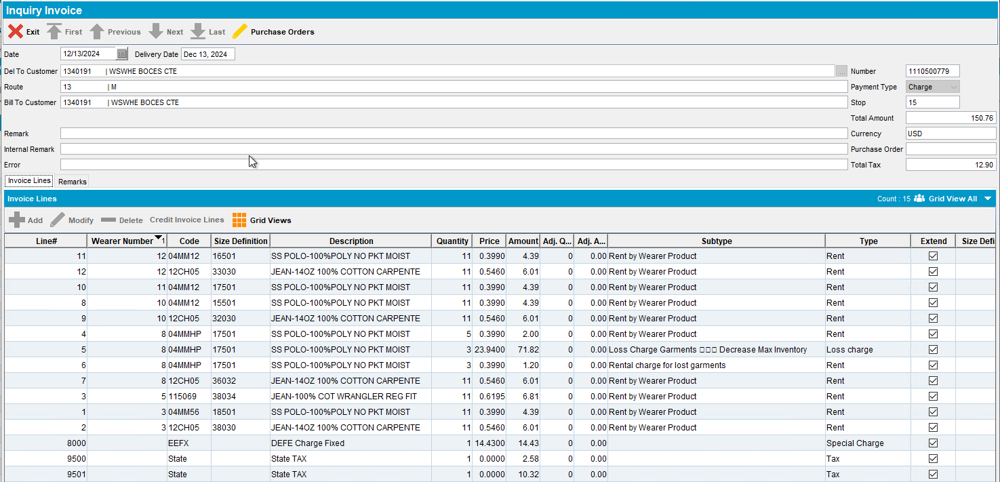 Inquiry Invoice
Exit First Previous Next Last Purchase Orders
Date 12/13/2024 16 Delivery Date Dec 13, 2024
Del To Customer 1340191 | WSWHE BOCES CTE ... Number 1110500779
Route 13 | M Payment Type Charge
Bill To Customer 1340191 | WSWHE BOCES CTE Stop 15
Total Amount 150.76
Remark Currency USD
Internal Remark Purchase Order
Error Total Tax 12.90
Invoice Lines Remarks
Invoice Lines Count : 15 Grid View All
Add Modify Delete Credit Invoice Lines Grid Views
Line# Wearer Number 1 Code Size Definition Description Quantity Price Amount Adj. Q... Adj. A... Subtype Type Extend Size Defi
11 12 04MM12 16501 SS POLO-100%POLY NO PKT MOIST 11 0.3990 4.39 0 0.00 Rent by Wearer Product Rent
12 12 12CH05 33030 JEAN-14OZ 100% COTTON CARPENTE 11 0.5460 6.01 0 0.00 Rent by Wearer Product Rent
10 11 04MM12 17501 SS POLO-100%POLY NO PKT MOIST 11 0.3990 4.39 0 0.00 Rent by Wearer Product Rent
8 10 04MM12 15501 SS POLO-100%POLY NO PKT MOIST 11 0.3990 4.39 0 0.00 Rent by Wearer Product Rent
9 10 12CH05 32030 JEAN-14OZ 100% COTTON CARPENTE 11 0.5460 6.01 0 0.00 Rent by Wearer Product Rent
4 8 04MMHP 17501 SS POLO-100%POLY NO PKT MOIST 5 0.3990 2.00 0 0.00 Rent by Wearer Product Rent
5 8 04MMHP 17501 SS POLO-100%POLY NO PKT MOIST 3 23.9400 71.82 0 0.00 Loss Charge Garments □□□ Decrease Max Inventory Loss charge
6 8 04MMHP 17501 SS POLO-100%POLY NO PKT MOIST 3 0.3990 1.20 0 0.00 Rental charge for lost garments Rent
7 8 12CH05 36032 JEAN-14OZ 100% COTTON CARPENTE 11 0.5460 6.01 0 0.00 Rent by Wearer Product Rent
3 5 115069 38034 JEAN-100% COT WRANGLER REG FIT 11 0.6195 6.81 0 0.00 Rent by Wearer Product Rent
1 3 04MM56 18501 SS POLO-100%POLY NO PKT MOIST 11 0.3990 4.39 0 0.00 Rent by Wearer Product Rent
2 3 12CH05 38030 JEAN-14OZ 100% COTTON CARPENTE 11 0.5460 6.01 0 0.00 Rent by Wearer Product Rent
8000 EEFX DEFE Charge Fixed 1 14.4300 14.43 0 0.00 Special Charge
9500 State State TAX 1 0.0000 2.58 0 0.00 Tax
9501 State State TAX 1 0.0000 10.32 0 0.00 Tax